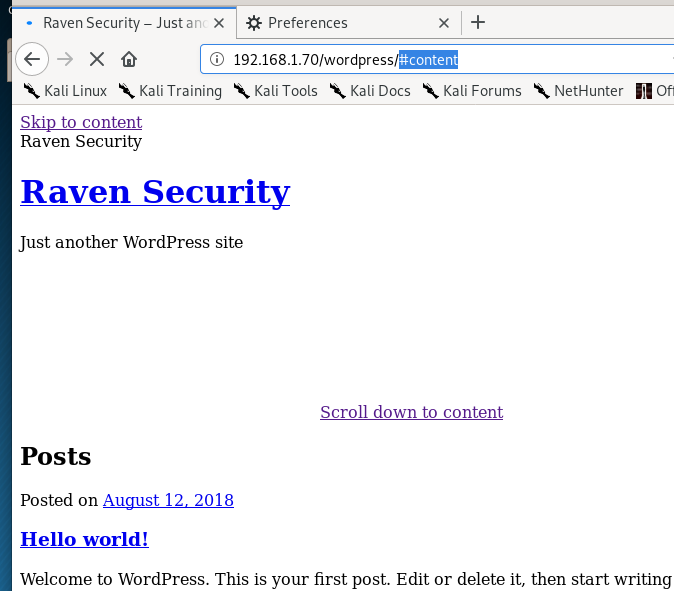 Raven Security – Just an
Preferences
192.168.1.70/wordpress/#content
Kali Linux Kali Training Kali Tools Kali Docs Kali Forums NetHunter Of
Skip to content
Raven Security
Raven Security
Just another WordPress site
Scroll down to content
Posts
Posted on August 12, 2018
Hello world!
Welcome to WordPress. This is your first post. Edit or delete it, then start writing